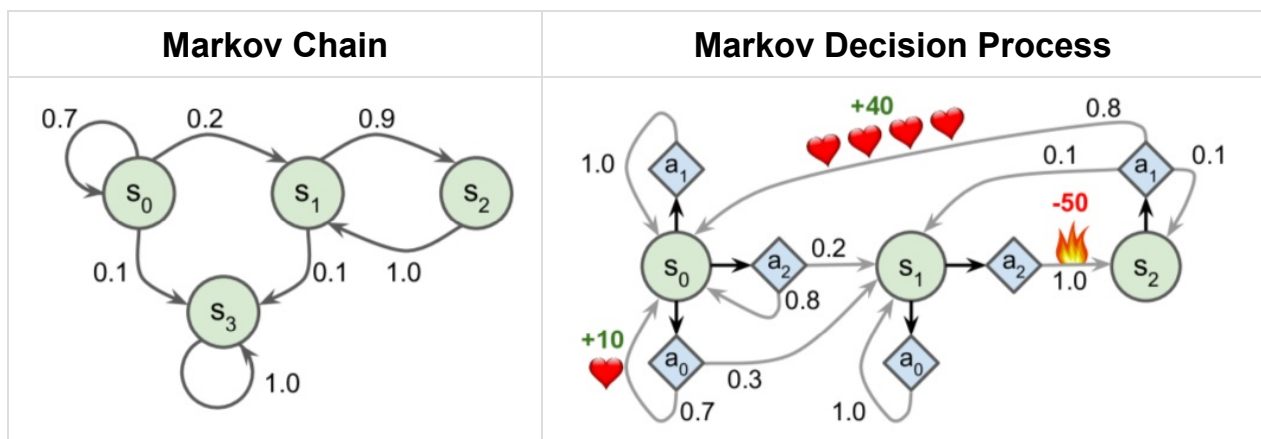 Markov Chain
Markov Decision Process
0.7
0.2
0.9
s0
s1
s2
0.1
0.1
1.0
s3
1.0
+40
0.8
1.0
a1
0.1
a1
0.1
-50
s0
a2
0.2
s1
a2
1.0
s2
0.8
+10
a0
0.3
a0
0.7
1.0